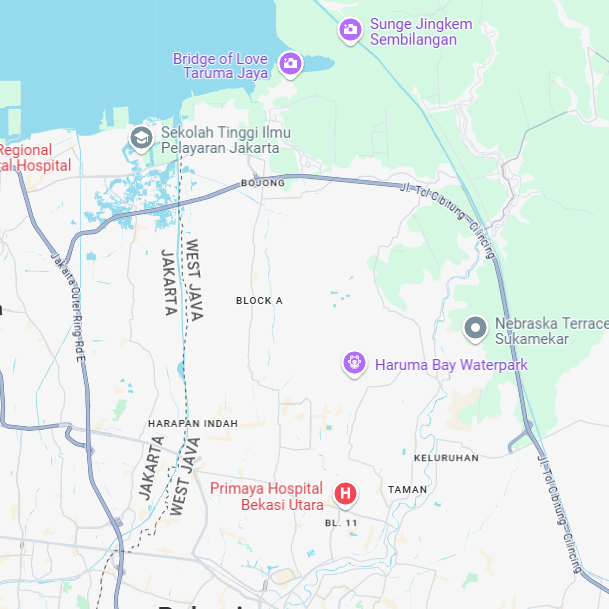 Sunge Jingkem
Sembilangan
Bridge of Love
Taruma Jaya
Sekolah Tinggi Ilmu
Pelayaran Jakarta
Regional
al Hospital
BOJONG
Jl. Tol Cibitung - Cilincing
WEST JAVA
JAKARTA
Jakarta Outer Ring Rd E
BLOCK A
a
Nebraska Terrace
Sukamekar
Haruma Bay Waterpark
HARAPAN INDAH
JAKARTA
WEST JAVA
KELURUHAN
Jl. Tol Cibitung - Cilincing
Primaya Hospital
Bekasi Utara
H
TAMAN
BL. 11